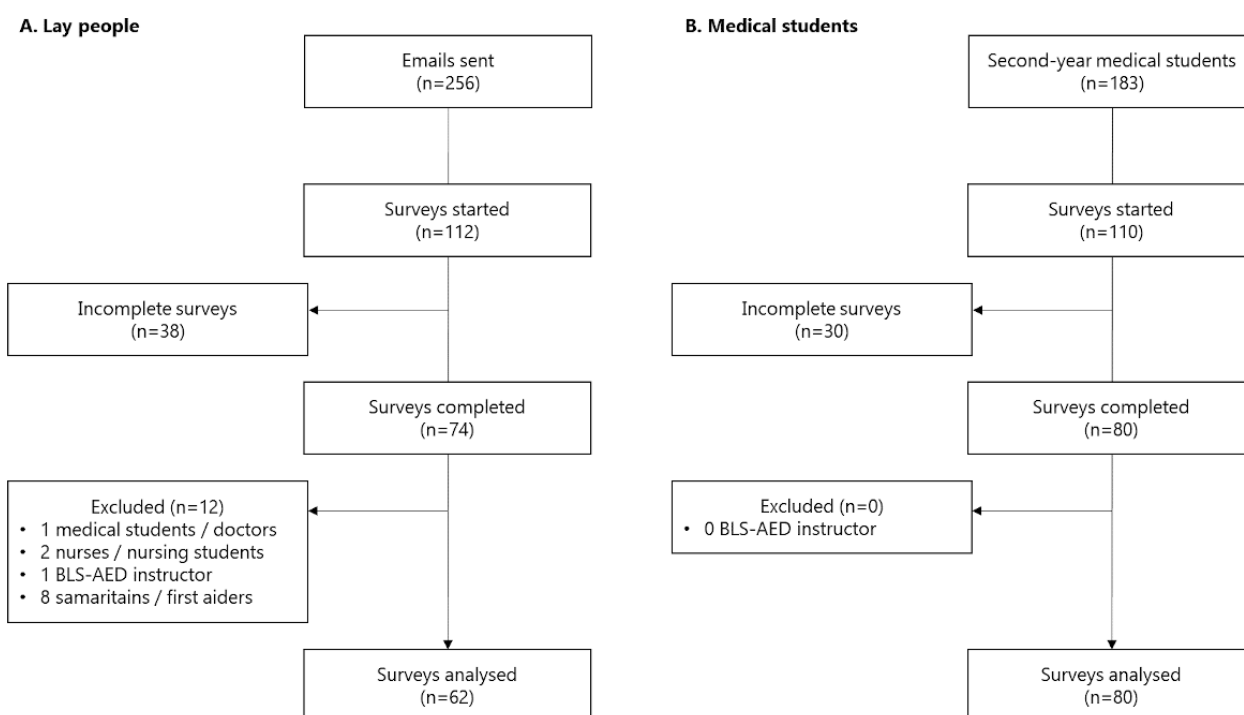 A. Lay people
Emails sent
(n=256)
Surveys started
(n=112)
Incomplete surveys
(n=38)
Surveys completed
(n=74)
Excluded (n=12)
• 1 medical students / doctors
• 2 nurses / nursing students
• 1 BLS-AED instructor
• 8 samaritains / first aiders
Surveys analysed
(n=62)
B. Medical students
Second-year medical students
(n=183)
Surveys started
(n=110)
Incomplete surveys
(n=30)
Surveys completed
(n=80)
Excluded (n=0)
• 0 BLS-AED instructor
Surveys analysed
(n=80)